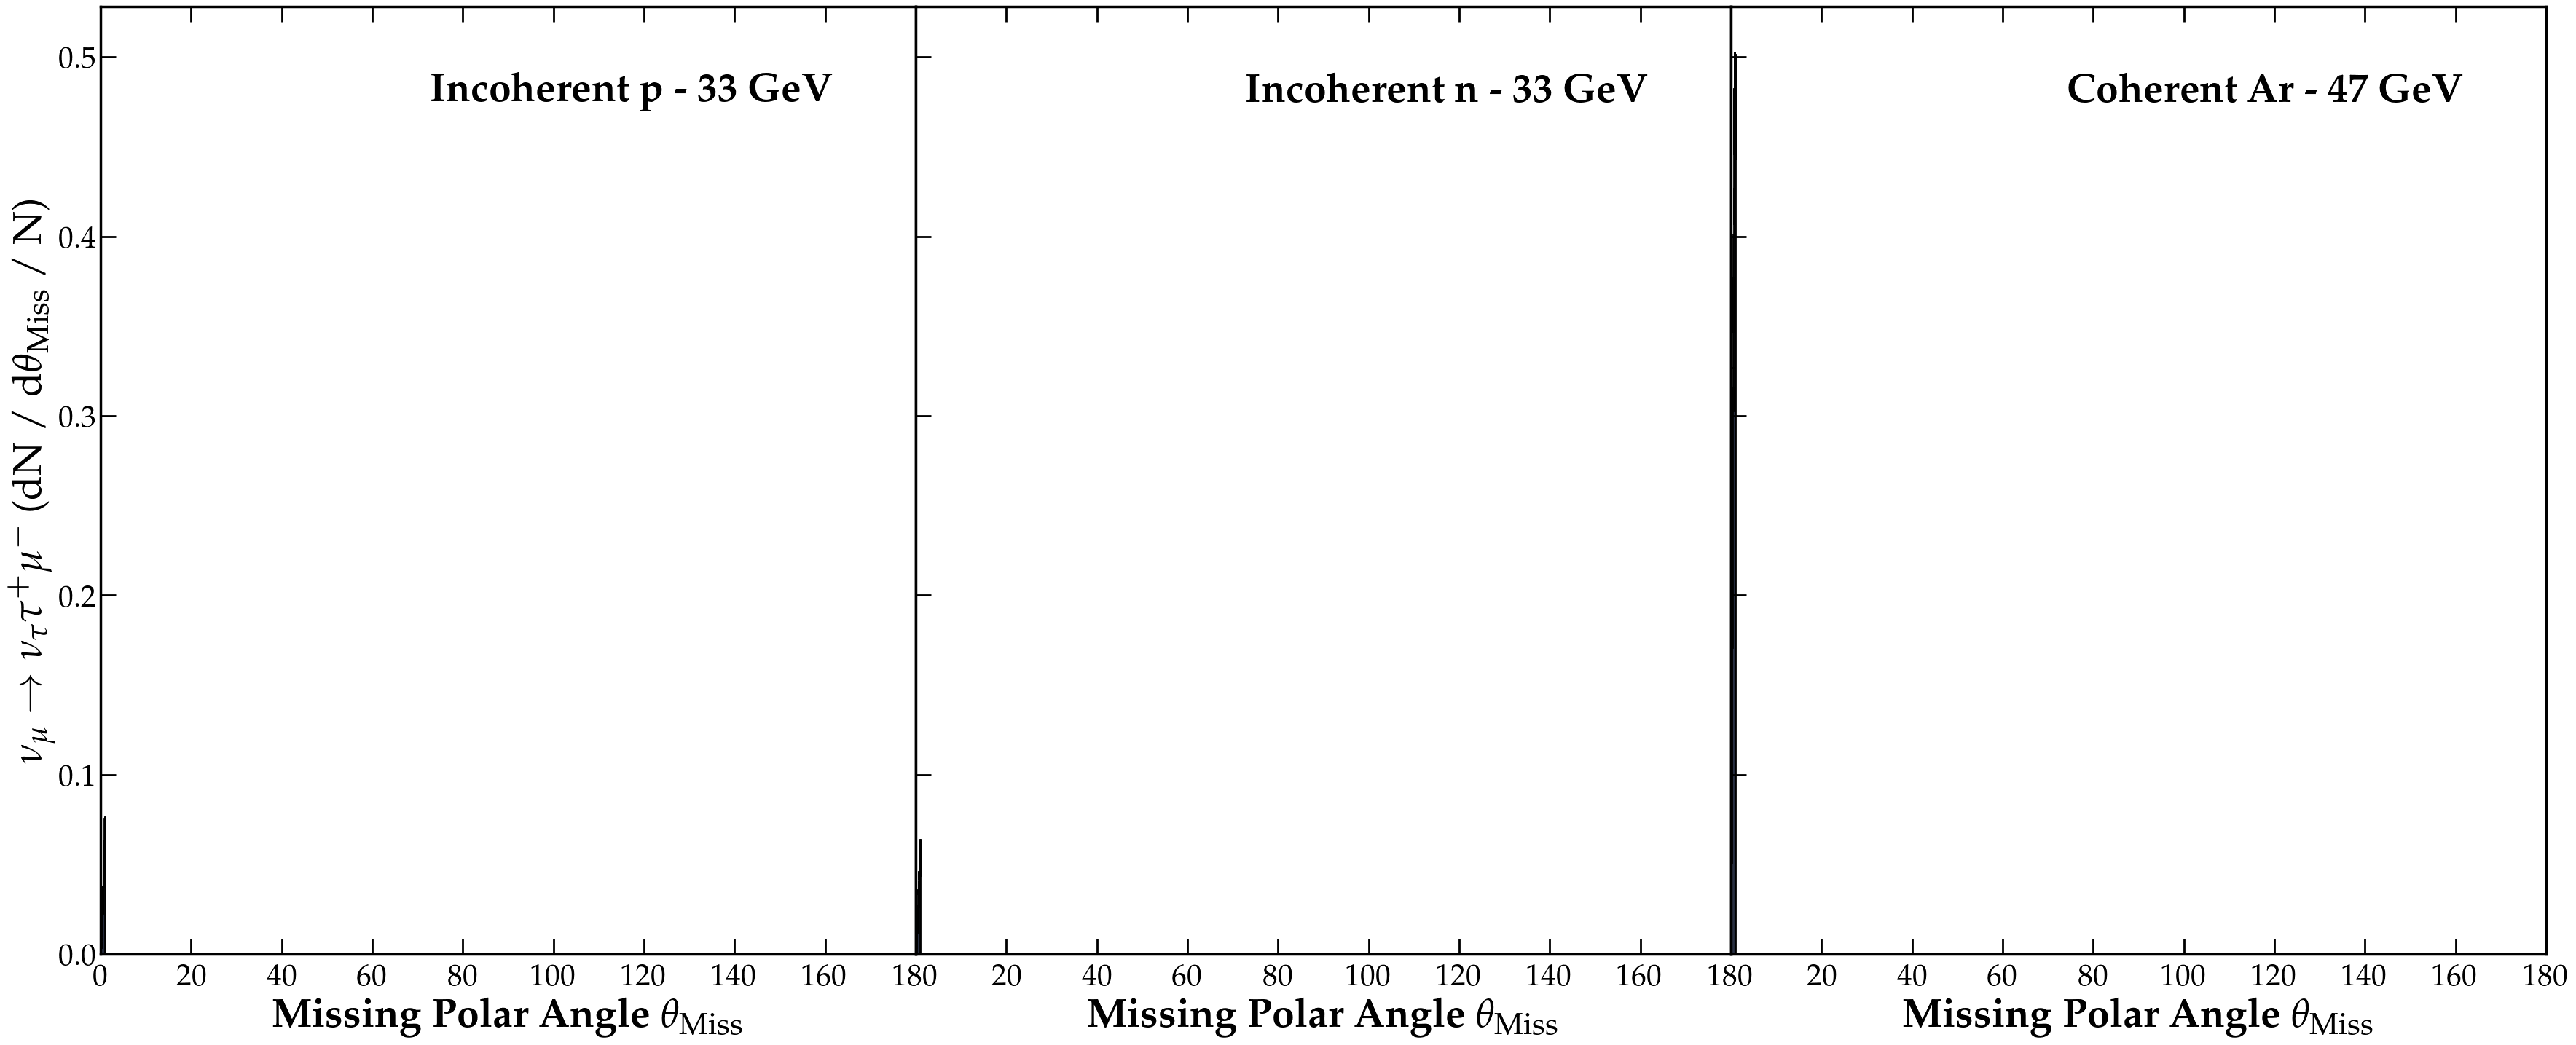 Incoherent p - 33 GeV
Incoherent n - 33 GeV
Coherent Ar - 47 GeV
ν_μ → ν_τ τ⁺ μ⁻ (dN / dθ_Miss / N)
0.5
0.4
0.3
0.2
0.1
0.0
0 20 40 60 80 100 120 140 160 180 20 40 60 80 100 120 140 160 180 20 40 60 80 100 120 140 160 180
Missing Polar Angle θ_Miss
Missing Polar Angle θ_Miss
Missing Polar Angle θ_Miss